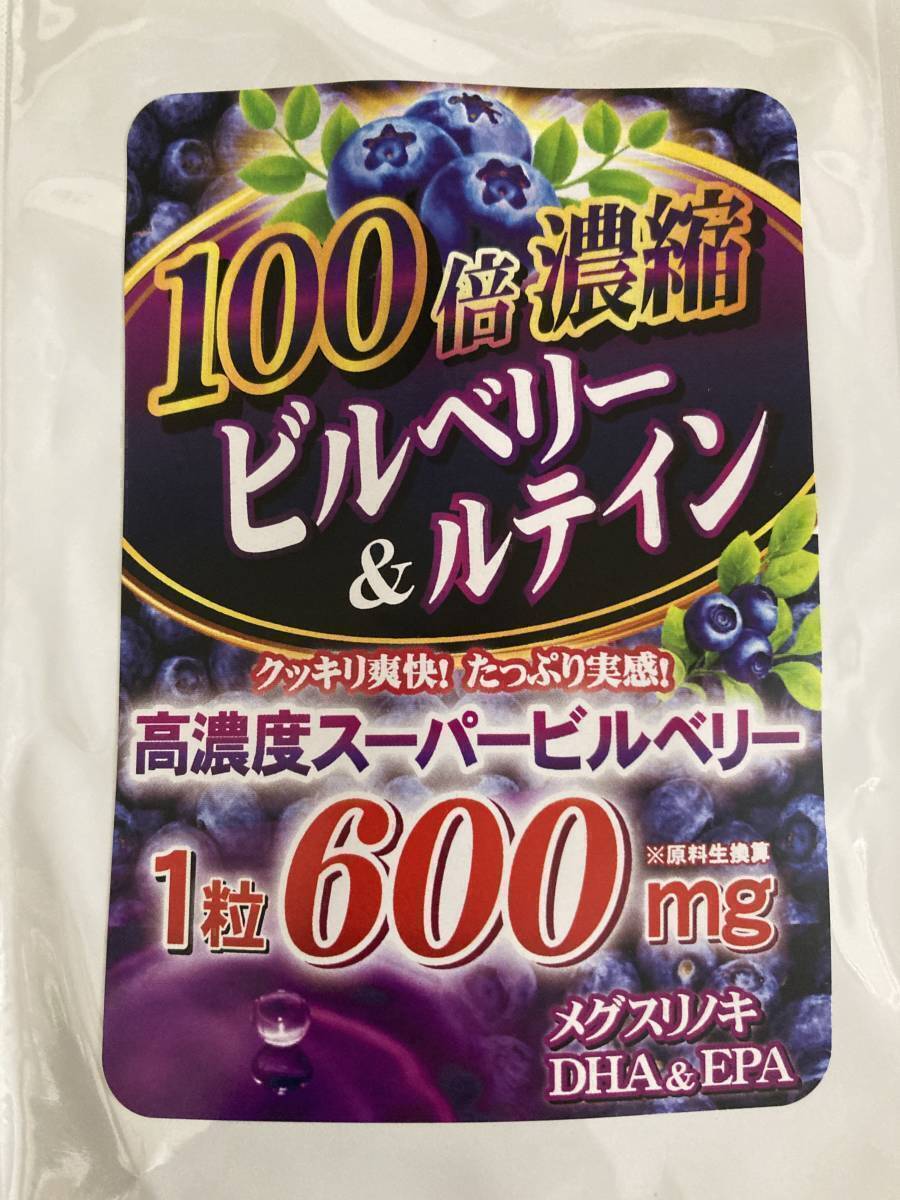 100倍濃縮
ビルベリー
&ルテイン
クッキリ爽快! たっぷり実感!
高濃度スーパービルベリー
1粒600mg
※原料生換算
メグスリノキ
DHA&EPA